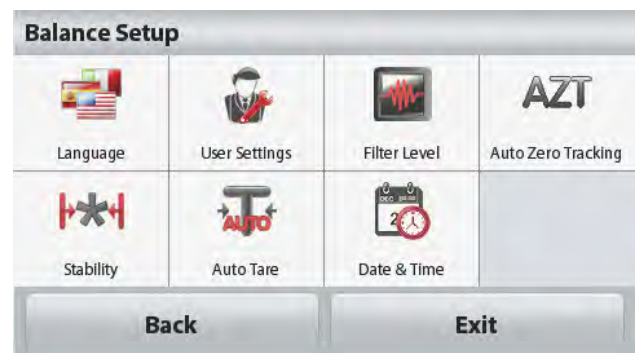 Balance Setup
AZT
Language
User Settings
Filter Level
Auto Zero Tracking
AUTO
Stability
Auto Tare
Date & Time
Back
Exit